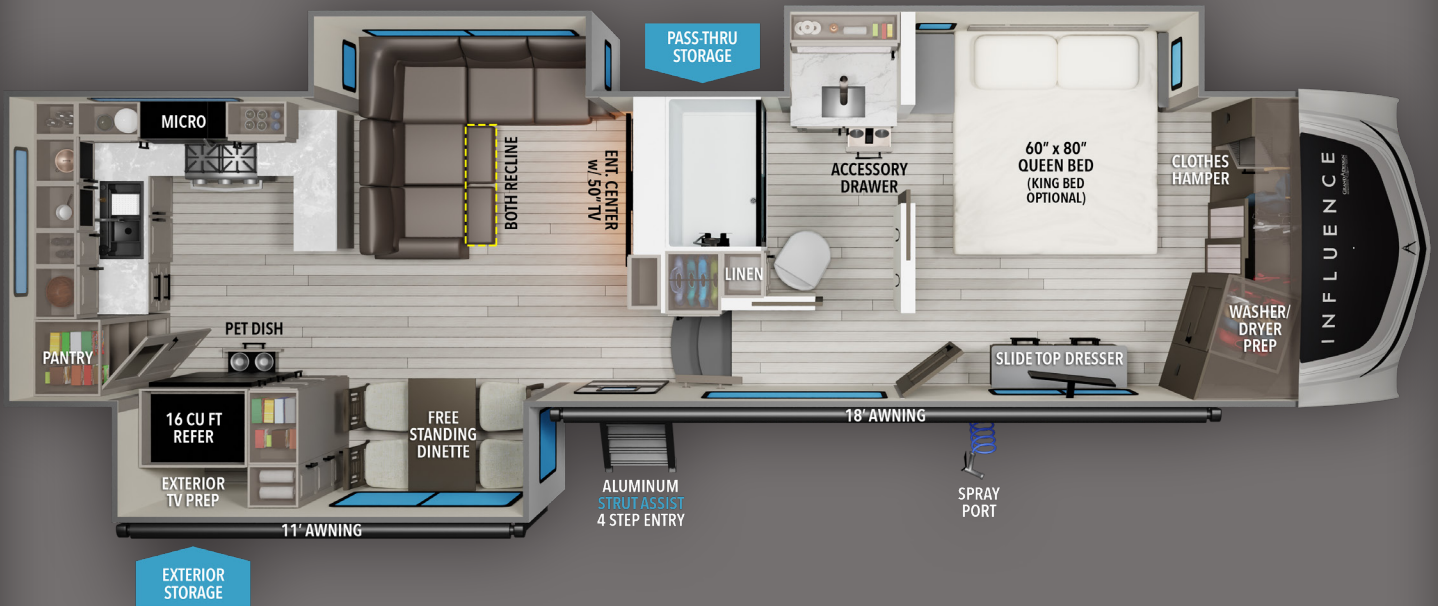 PASS-THRU
STORAGE
MICRO
BOTH RECLINE
ENT. CENTER
w/ 50" TV
ACCESSORY
DRAWER
60" x 80"
QUEEN BED
(KING BED
OPTIONAL)
CLOTHES
HAMPER
INFLUENCE
LINEN
PET DISH
PANTRY
WASHER/
DRYER
PREP
SLIDE TOP DRESSER
16 CU FT
REFER
FREE
STANDING
DINETTE
18' AWNING
EXTERIOR
TV PREP
ALUMINUM
STRUT ASSIST
4 STEP ENTRY
SPRAY
PORT
11' AWNING
EXTERIOR
STORAGE